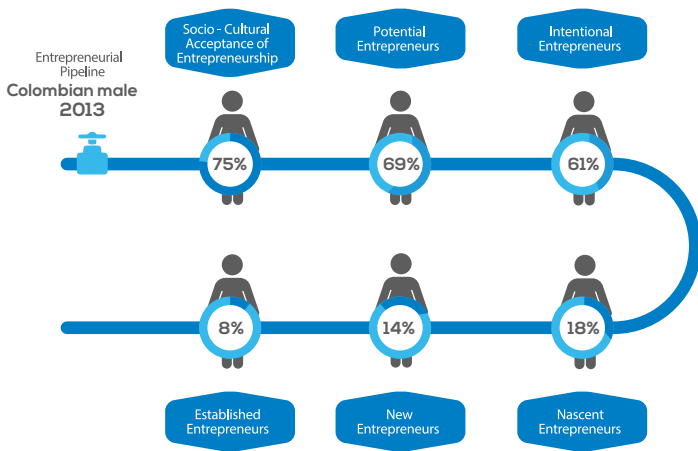 Entrepreneurial
Pipeline
Colombian male
2013
Socio - Cultural
Acceptance of
Entrepreneurship
Potential
Entrepreneurs
Intentional
Entrepreneurs
75%
69%
61%
8%
14%
18%
Established
Entrepreneurs
New
Entrepreneurs
Nascent
Entrepreneurs